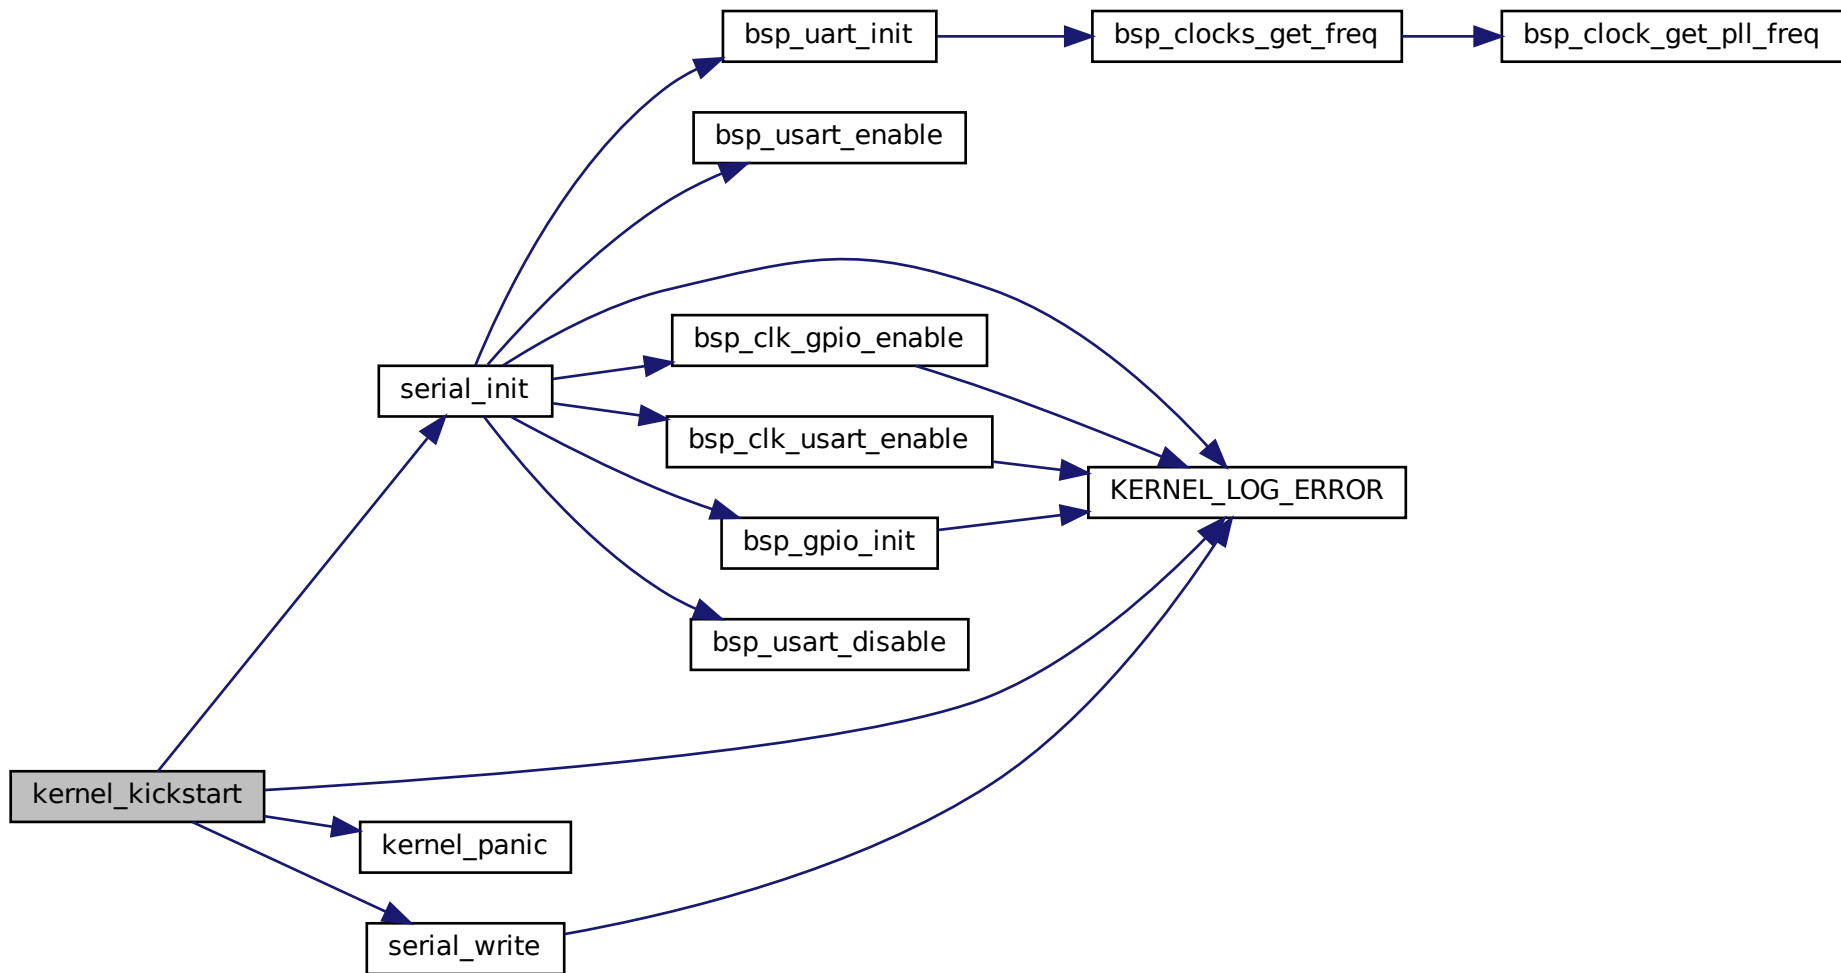 bsp_uart_init
bsp_clocks_get_freq
bsp_clock_get_pll_freq
bsp_usart_enable
bsp_clk_gpio_enable
serial_init
bsp_clk_usart_enable
KERNEL_LOG_ERROR
bsp_gpio_init
bsp_usart_disable
kernel_kickstart
kernel_panic
serial_write